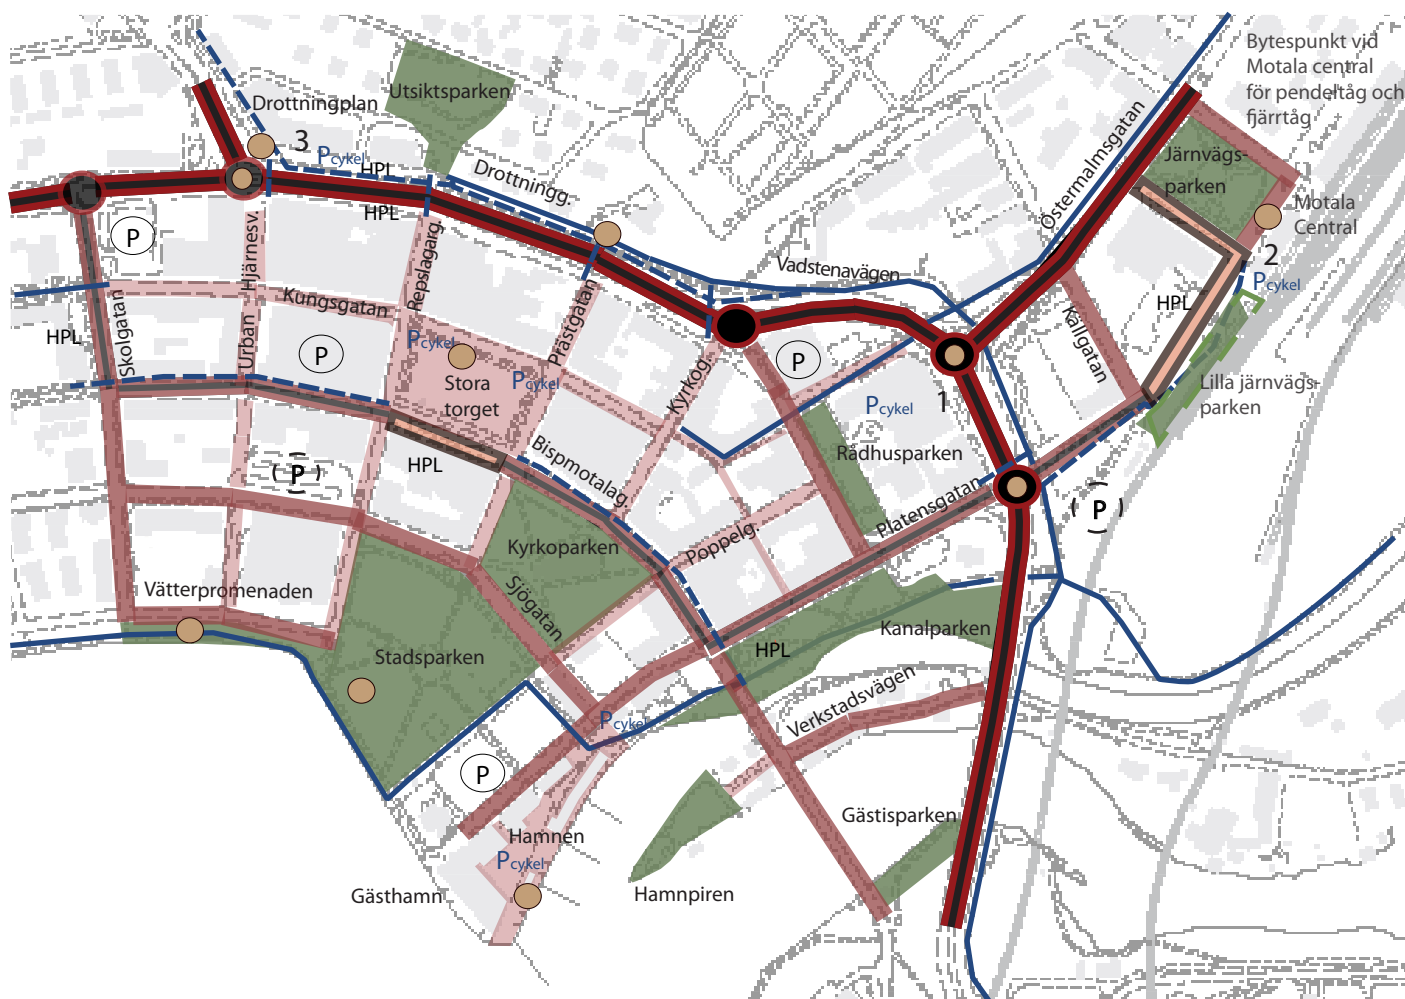 Bytespunkt vid
Motala central
för pendeltåg och
fjärrtåg
Utsiktsparken
Drottningplan
3
Pcykel
HPL
HPL
Drottningg.
Östermalmsgatan
Järnvägs-
parken
Motala
Central
2
Pcykel
HPL
P
Hjärnesv.
Urban
Repslagarg.
Vadstenavägen
Kungsgatan
Skolgatan
HPL
P
Pcykel
Stora
torget
Prästgatan
Pcykel
Kyrkog.
P
Pcykel
1
Källgatan
Lilla järnvägs-
parken
P
HPL
Bispmotalag.
Rådhusparken
Platensgatan
P
Kyrkoparken
Poppelg.
Vätterpromenaden
Sjögatan
Stadsparken
HPL
Kanalparken
Verkstadsvägen
Pcykel
P
Hamnen
Pcykel
Gästisparken
Gästhamn
Hamnpiren